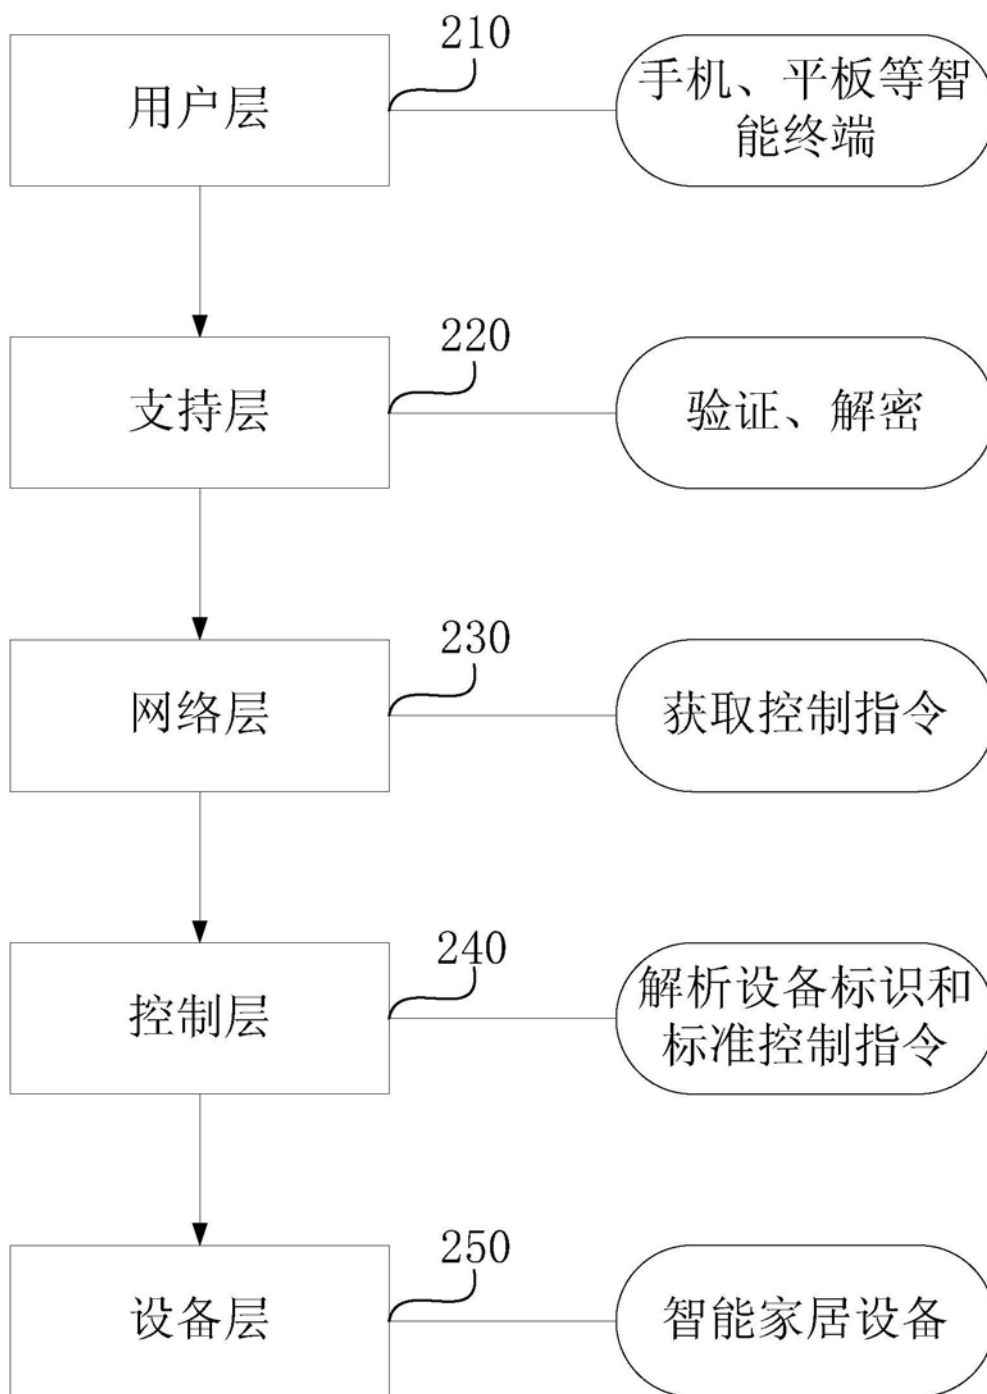 210
用户层
手机、平板等智
能终端
220
支持层
验证、解密
230
网络层
获取控制指令
240
控制层
解析设备标识和
标准控制指令
250
设备层
智能家居设备